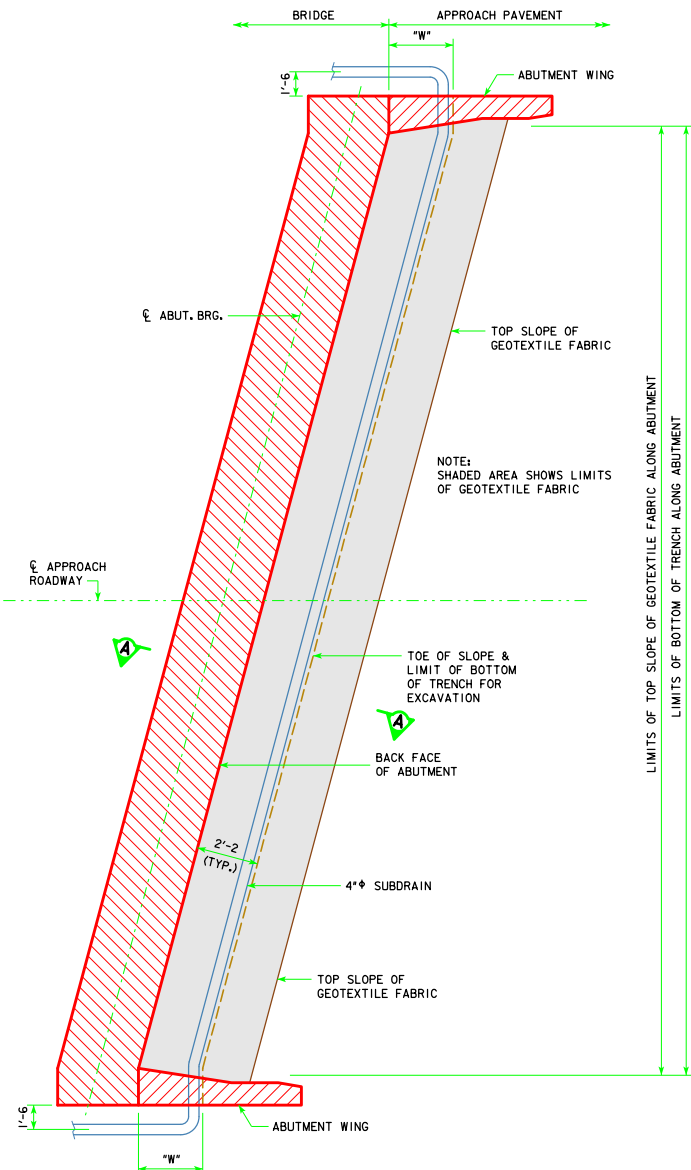 BRIDGE
APPROACH PAVEMENT
"W"
1'-6
ABUTMENT WING
℄ ABUT. BRG.
TOP SLOPE OF
GEOTEXTILE FABRIC
NOTE:
SHADED AREA SHOWS LIMITS
OF GEOTEXTILE FABRIC
LIMITS OF TOP SLOPE OF GEOTEXTILE FABRIC ALONG ABUTMENT
LIMITS OF BOTTOM OF TRENCH ALONG ABUTMENT
℄ APPROACH
ROADWAY
A
TOE OF SLOPE &
LIMIT OF BOTTOM
OF TRENCH FOR
EXCAVATION
A
BACK FACE
OF ABUTMENT
2'-2
(TYP.)
4"ϕ SUBDRAIN
TOP SLOPE OF
GEOTEXTILE FABRIC
1'-6
ABUTMENT WING
"W"